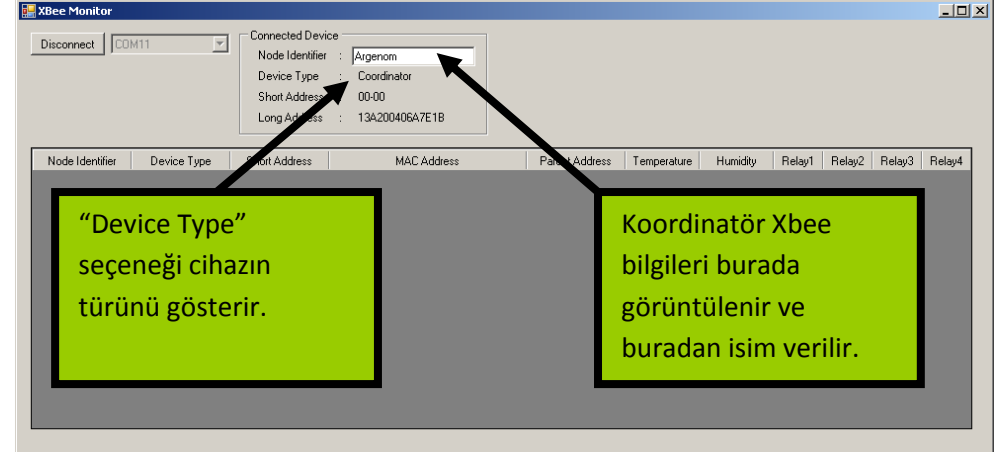 XBee Monitor
Disconnect COM11
Connected Device
Node Identifier : Argenom
Device Type : Coordinator
Short Address : 00-00
Long Address : 13A200406A7E1B
Node Identifier Device Type Short Address MAC Address Parent Address Temperature Humidity Relay1 Relay2 Relay3 Relay4
“Device Type”
seçeneği cihazın
türünü gösterir.
Koordinatör Xbee
bilgileri burada
görüntülenir ve
buradan isim verilir.